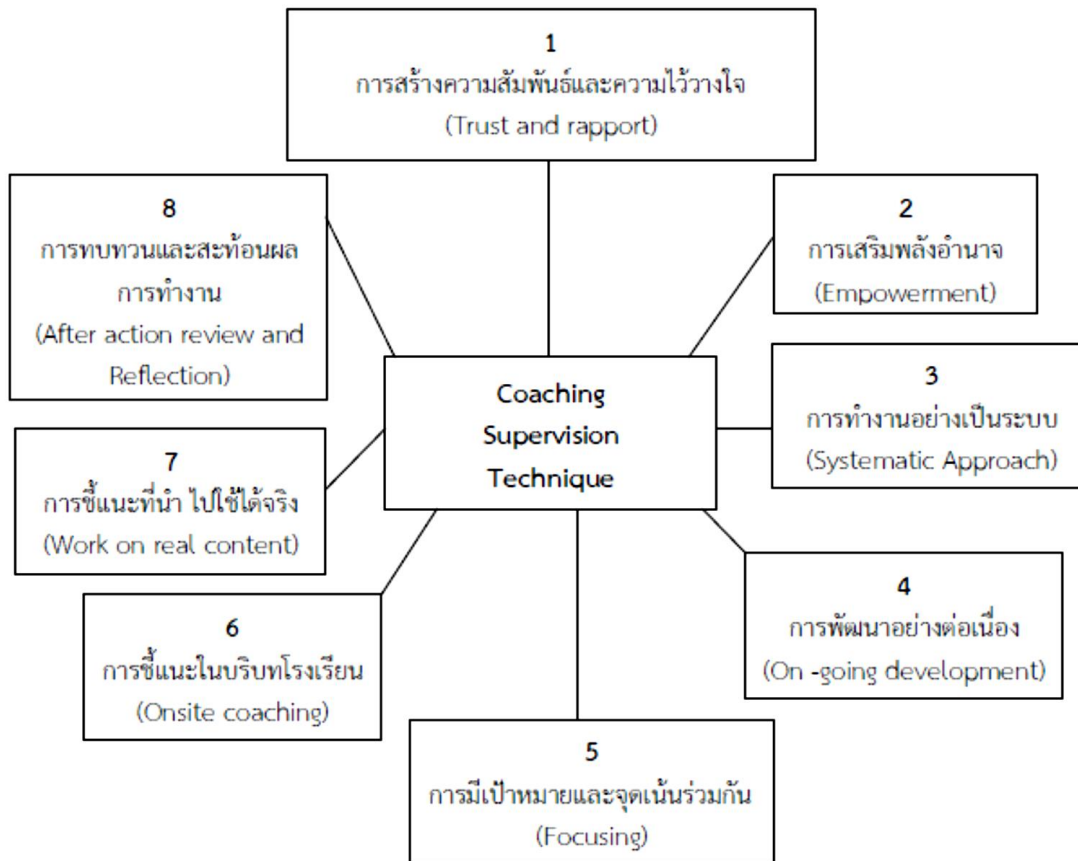 1
การสร้างความสัมพันธ์และความไว้วางใจ
(Trust and rapport)
2
การเสริมพลังอำนาจ
(Empowerment)
3
การทำงานอย่างเป็นระบบ
(Systematic Approach)
4
การพัฒนาอย่างต่อเนื่อง
(On -going development)
5
การมีเป้าหมายและจุดเน้นร่วมกัน
(Focusing)
6
การชี้แนะในบริบทโรงเรียน
(Onsite coaching)
7
การชี้แนะที่นำ ไปใช้ได้จริง
(Work on real content)
8
การทบทวนและสะท้อนผล
การทำงาน
(After action review and
Reflection)
Coaching
Supervision
Technique